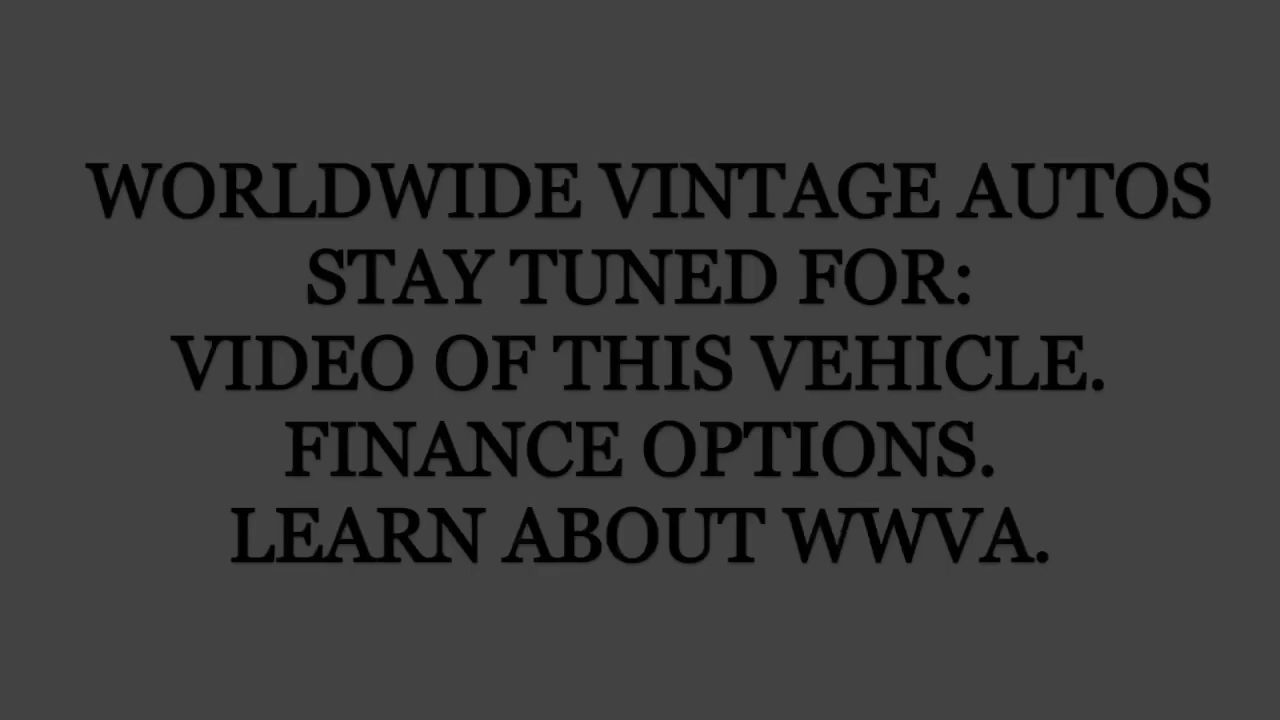 WORLDWIDE VINTAGE AUTOS
STAY TUNED FOR:
VIDEO OF THIS VEHICLE.
FINANCE OPTIONS.
LEARN ABOUT WWVA.